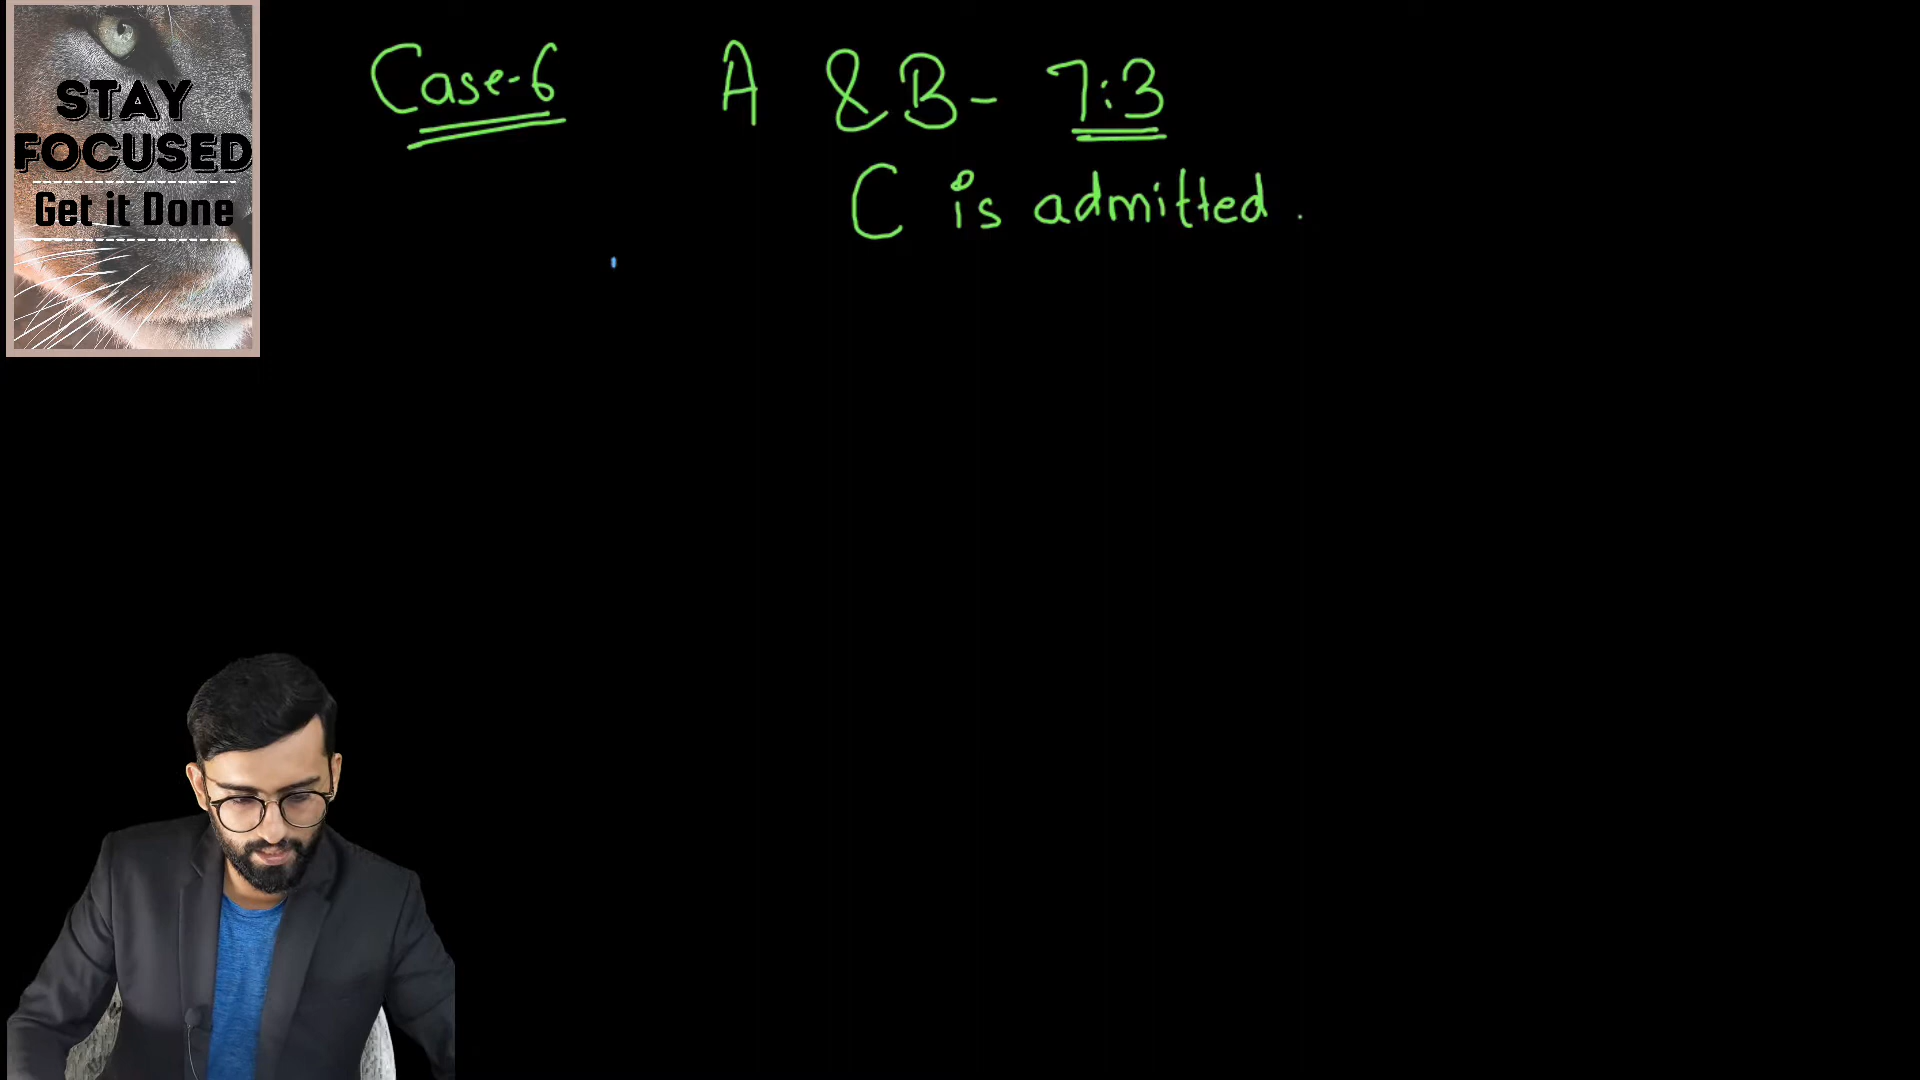 STAY
FOCUSED
Get it Done
Case-6 A & B - 7:3
C is admitted.